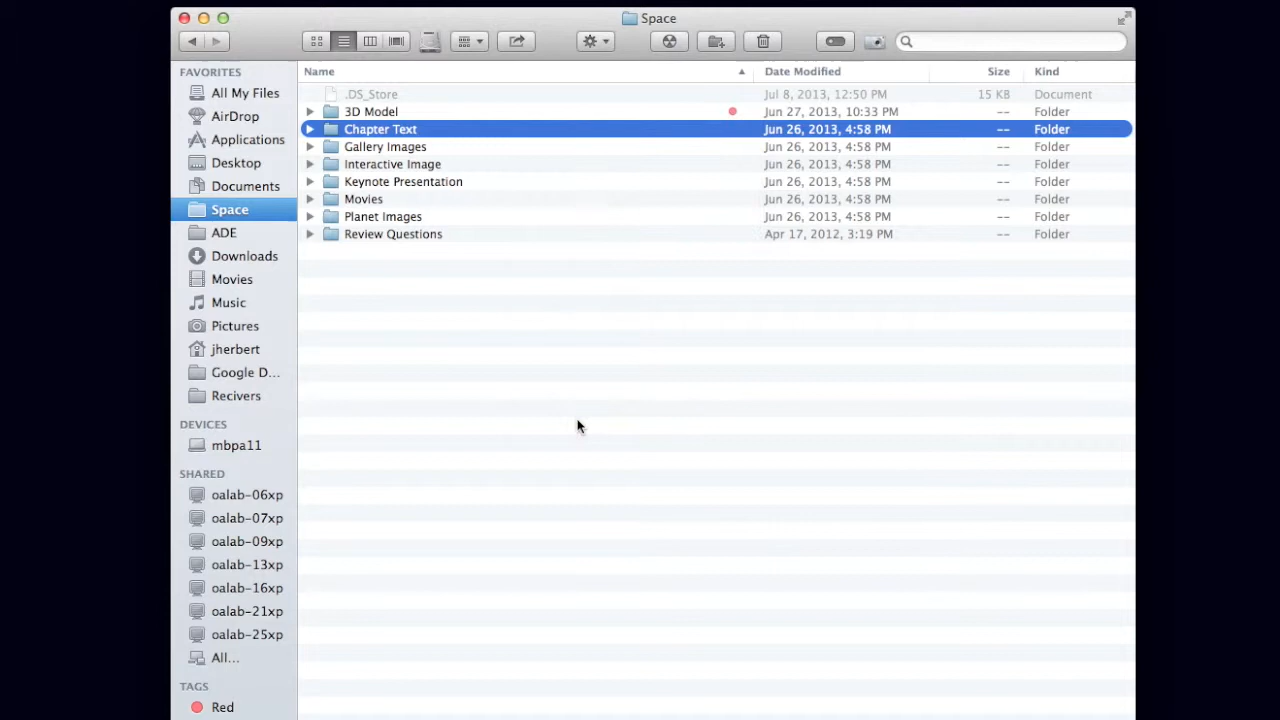 Space
FAVORITES
All My Files
AirDrop
Applications
Desktop
Documents
Space
ADE
Downloads
Movies
Music
Pictures
jherbert
Google D...
Recivers
DEVICES
mbpa11
SHARED
oalab-06xp
oalab-07xp
oalab-09xp
oalab-13xp
oalab-16xp
oalab-21xp
oalab-25xp
All...
TAGS
Red
Name Date Modified Size Kind
.DS_Store Jul 8, 2013, 12:50 PM 15 KB Document
3D Model Jun 27, 2013, 10:33 PM -- Folder
Chapter Text Jun 26, 2013, 4:58 PM -- Folder
Gallery Images Jun 26, 2013, 4:58 PM -- Folder
Interactive Image Jun 26, 2013, 4:58 PM -- Folder
Keynote Presentation Jun 26, 2013, 4:58 PM -- Folder
Movies Jun 26, 2013, 4:58 PM -- Folder
Planet Images Jun 26, 2013, 4:58 PM -- Folder
Review Questions Apr 17, 2012, 3:19 PM -- Folder